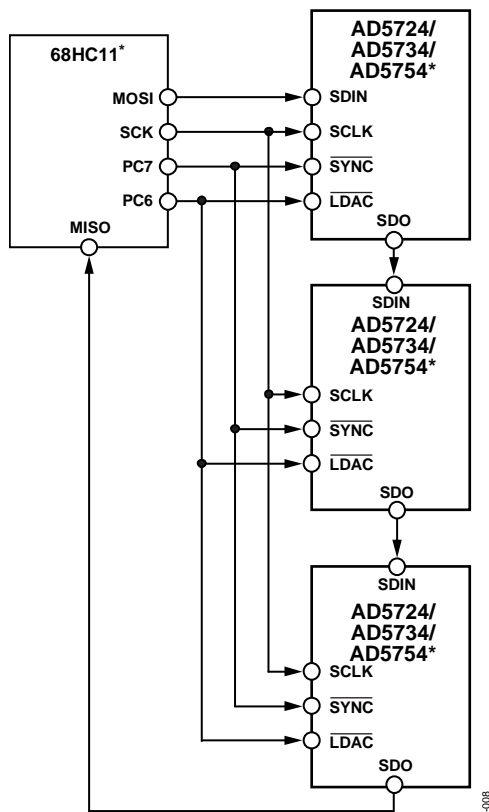 68HC11*
MOSI
SCK
PC7
PC6
MISO
AD5724/
AD5734/
AD5754*
SDIN
SCLK
SYNC
LDAC
SDO
SDIN
AD5724/
AD5734/
AD5754*
SCLK
SYNC
LDAC
SDO
SDIN
AD5724/
AD5734/
AD5754*
SCLK
SYNC
LDAC
SDO
-008